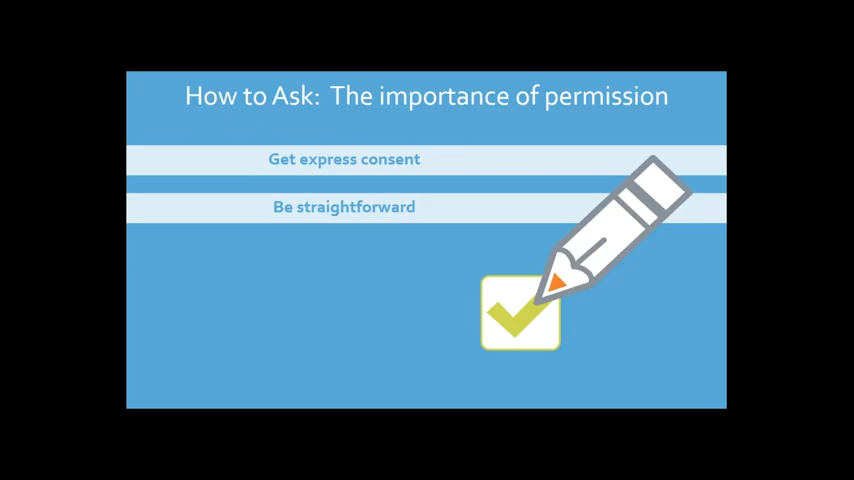 How to Ask: The importance of permission
Get express consent
Be straightforward